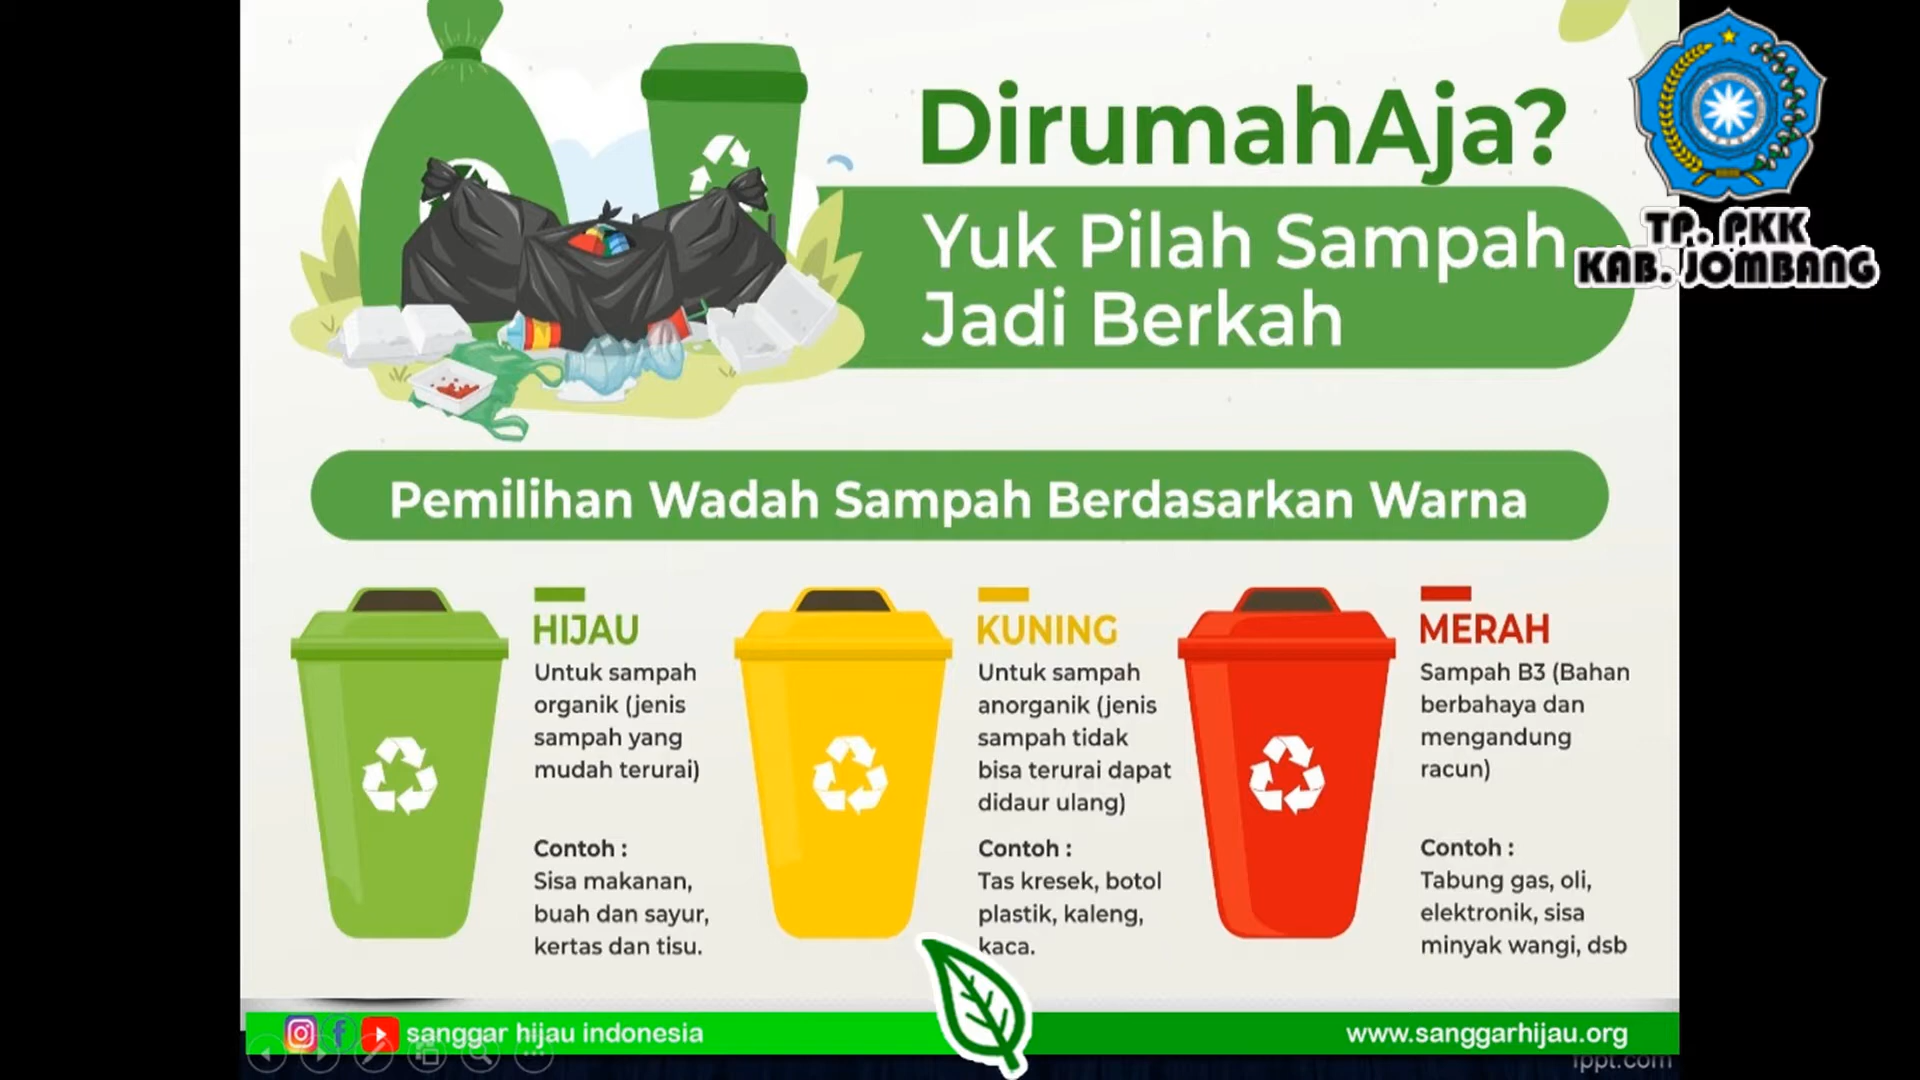 DirumahAja?
Yuk Pilah Sampah
Jadi Berkah
TP. PKK
KAB. JOMBANG
Pemilihan Wadah Sampah Berdasarkan Warna
HIJAU
Untuk sampah
organik (jenis
sampah yang
mudah terurai)
Contoh :
Sisa makanan,
buah dan sayur,
kertas dan tisu.
KUNING
Untuk sampah
anorganik (jenis
sampah tidak
bisa terurai dapat
didaur ulang)
Contoh :
Tas kresek, botol
plastik, kaleng,
kaca.
MERAH
Sampah B3 (Bahan
berbahaya dan
mengandung
racun)
Contoh :
Tabung gas, oli,
elektronik, sisa
minyak wangi, dsb
sanggar hijau indonesia
www.sanggarhijau.org
fppt.com